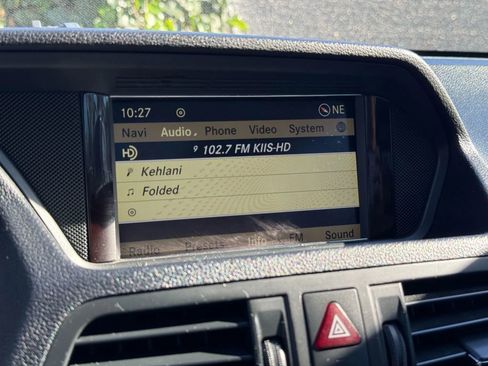 10:27 NE
Navi Audio Phone Video System
HD 9 102.7 FM KIIS-HD
Kehlani
Folded
Radio Presets Info FM Sound